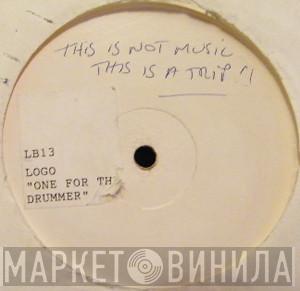 THIS IS NOT MUSIC
THIS IS A TRIP !
LB13
LOGO
"ONE FOR TH
DRUMMER"
МАРКЕТ ВИНИЛА